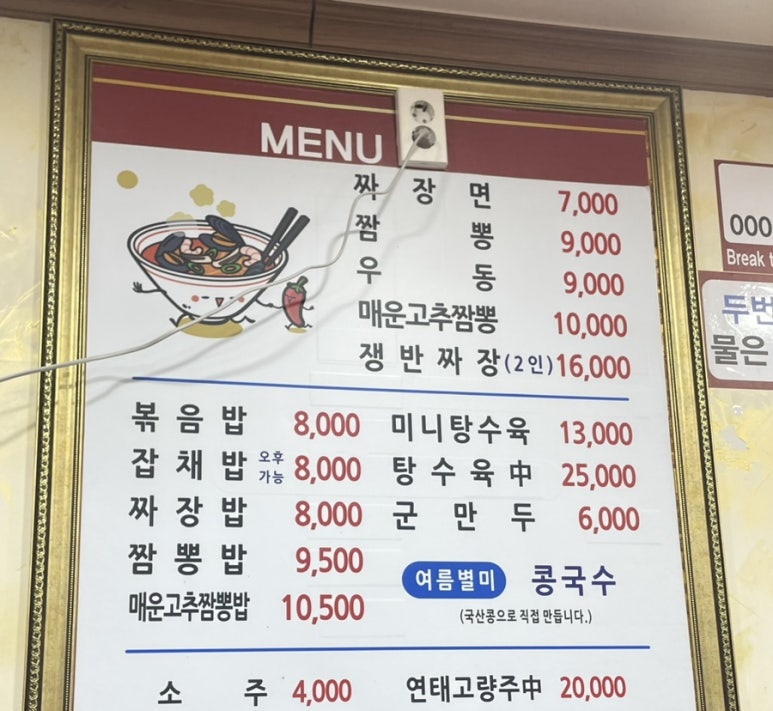 MENU
짜장면 7,000
짬뽕 9,000
우동 9,000
매운고추짬뽕 10,000
쟁반짜장(2인) 16,000
볶음밥 8,000
잡채밥 오후가능 8,000
짜장밥 8,000
짬뽕밥 9,500
매운고추짬뽕밥 10,500
미니탕수육 13,000
탕수육中 25,000
군만두 6,000
여름별미 콩국수
(국산콩으로 직접 만듭니다.)
소주 4,000
연태고량주中 20,000
000
Break t
두번
물은